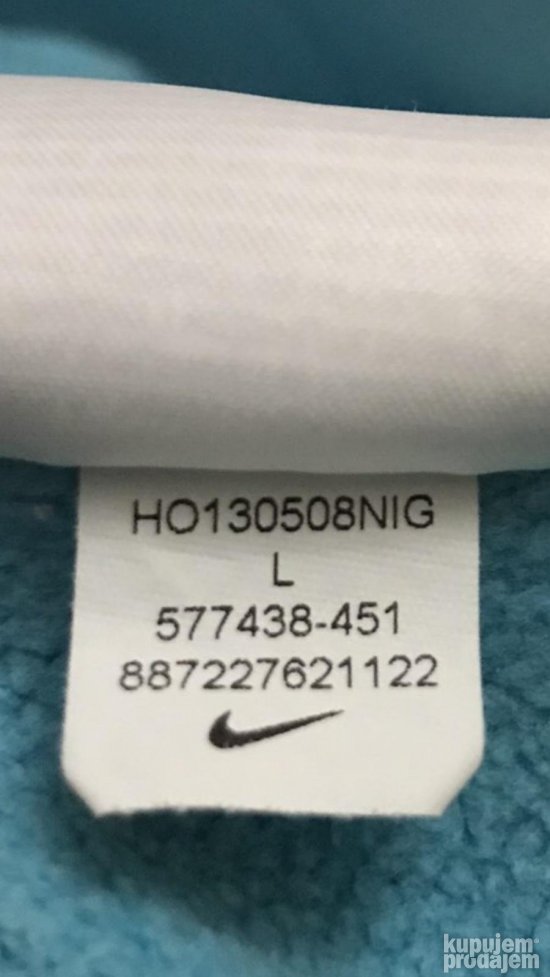 HO130508NIG
L
577438-451
887227621122
kupujem
prodajem